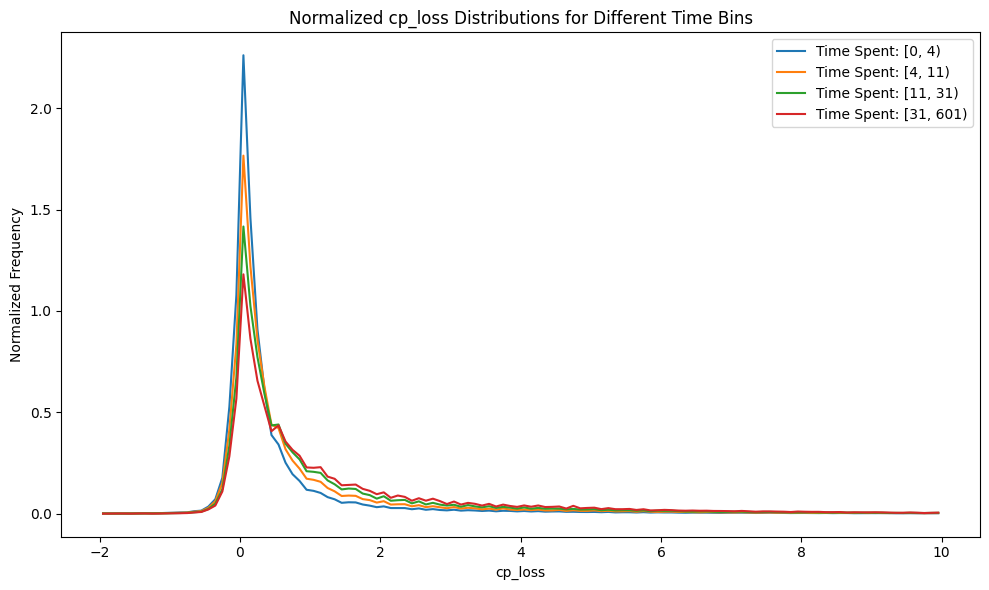 Normalized cp_loss Distributions for Different Time Bins
Time Spent: [0, 4)
Time Spent: [4, 11)
Time Spent: [11, 31)
Time Spent: [31, 601)
Normalized Frequency
2.0
1.5
1.0
0.5
0.0
−2
0
2
4
6
8
10
cp_loss